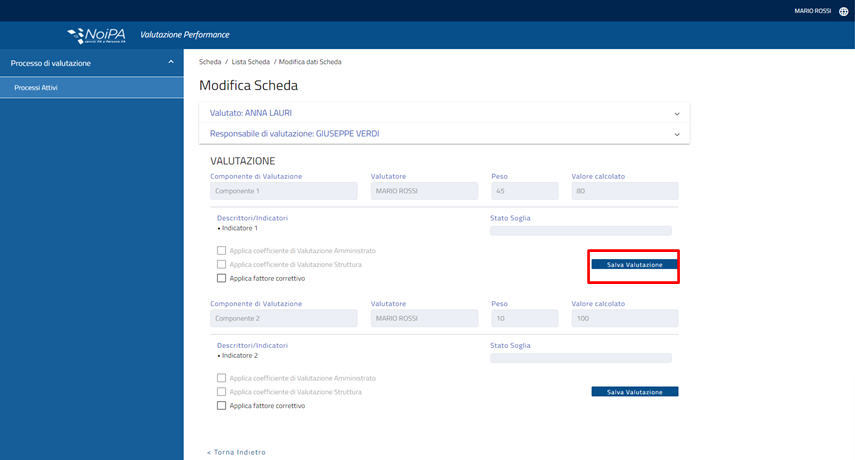 MARIO ROSSI
NoiPA
servizi PA a Persone PA
Valutazione Performance
Processo di valutazione
Processi Attivi
Scheda / Lista Scheda / Modifica dati Scheda
Modifica Scheda
Valutato: ANNA LAURI
Responsabile di valutazione: GIUSEPPE VERDI
VALUTAZIONE
Componente di Valutazione Valutatore Peso Valore calcolato
Componente 1 MARIO ROSSI 45 80
Descrittori/Indicatori Stato Soglia
• Indicatore 1
Applica coefficiente di Valutazione Amministrato
Applica coefficiente di Valutazione Struttura
Salva Valutazione
Applica fattore correttivo
Componente di Valutazione Valutatore Peso Valore calcolato
Componente 2 MARIO ROSSI 10 100
Descrittori/Indicatori Stato Soglia
• Indicatore 2
Applica coefficiente di Valutazione Amministrato
Applica coefficiente di Valutazione Struttura
Salva Valutazione
Applica fattore correttivo
< Torna Indietro